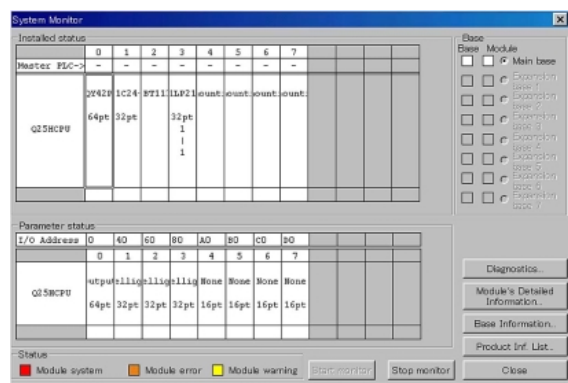 System Monitor
Installed status
0 1 2 3 4 5 6 7
Master PLC-> - - - - - - - -
QY42P 1C24- BT11 1LP21 ount ount ount ount
64pt 32pt 32pt
1
|
1
Q25HCPU
Base
Base Module
Main base
Expansion base 1
Expansion base 2
Expansion base 3
Expansion base 4
Expansion base 5
Expansion base 6
Expansion base 7
Parameter status
I/O Address 0 40 60 80 A0 B0 C0 D0
0 1 2 3 4 5 6 7
Q25HCPU
utput ellig ellig ellig None None None None
64pt 32pt 32pt 32pt 16pt 16pt 16pt 16pt
Diagnostics...
Module's Detailed
Information...
Base Information...
Product Inf. List...
Status
Module system Module error Module warning Start monitor Stop monitor Close